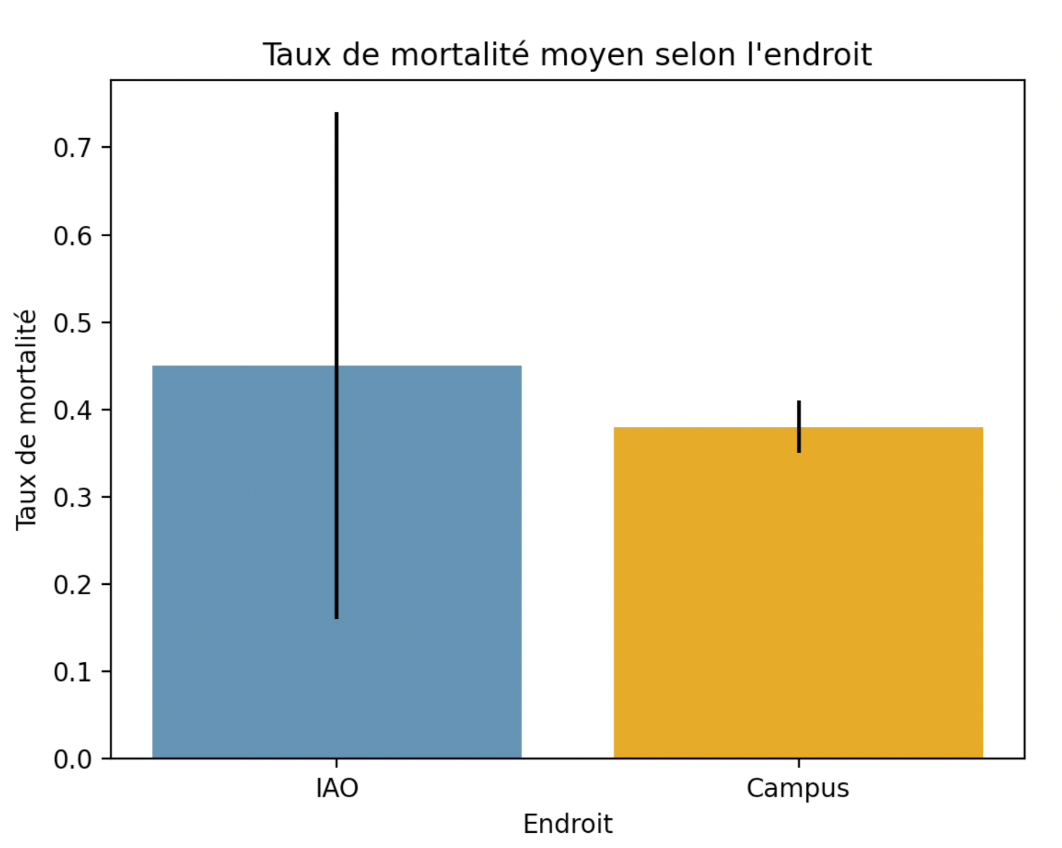 Taux de mortalité moyen selon l'endroit
Taux de mortalité
0.7
0.6
0.5
0.4
0.3
0.2
0.1
0.0
IAO
Campus
Endroit